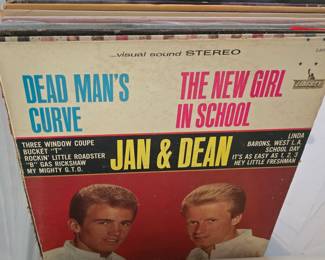 ...visual sound STEREO
DEAD MAN'S
CURVE
THE NEW GIRL
IN SCHOOL
LIBERTY
THREE WINDOW COUPE
BUCKET "T"
ROCKIN' LITTLE ROADSTER
"B" GAS RICKSHAW
MY MIGHTY G.T.O.
JAN & DEAN
LINDA
BARONS, WEST L.A.
SCHOOL DAY
IT'S AS EASY AS 1, 2, 3
HEY LITTLE FRESHMAN